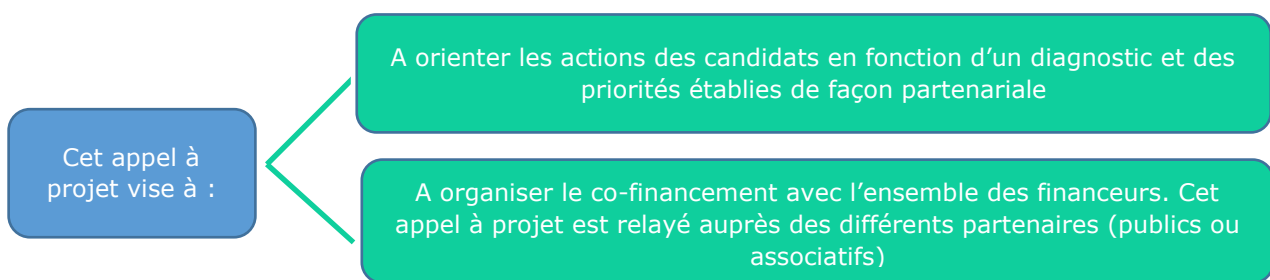 Cet appel à
projet vise à :
A orienter les actions des candidats en fonction d’un diagnostic et des
priorités établies de façon partenariale
A organiser le co-financement avec l’ensemble des financeurs. Cet
appel à projet est relayé auprès des différents partenaires (publics ou
associatifs)